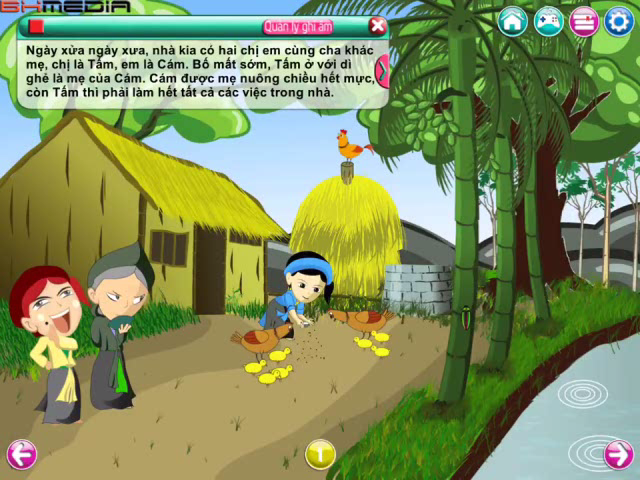 BHMEDIA
Quản lý ghi âm
Ngày xửa ngày xưa, nhà kia có hai chị em cùng cha khác
mẹ, chị là Tấm, em là Cám. Bố mất sớm, Tấm ở với dì
ghẻ là mẹ của Cám. Cám được mẹ nuông chiều hết mực,
còn Tấm thì phải làm hết tất cả các việc trong nhà.
1